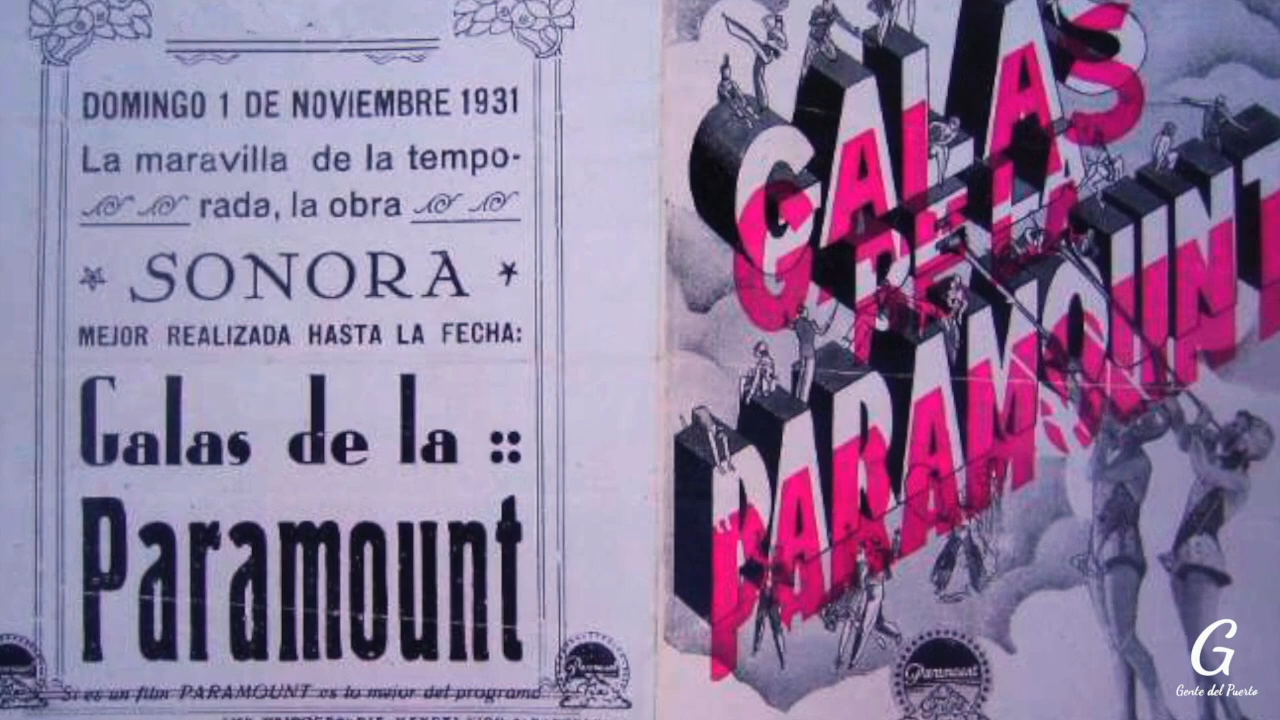 DOMINGO 1 DE NOVIEMBRE 1931
La maravilla de la tempo-
rada, la obra
SONORA
MEJOR REALIZADA HASTA LA FECHA:
Galas de la ::
Paramount
Paramount
Si es un film PARAMOUNT es lo mejor del programa
GALAS
DE LA
PARAMOUNT
Paramount
Films
G
Gente del Puerto